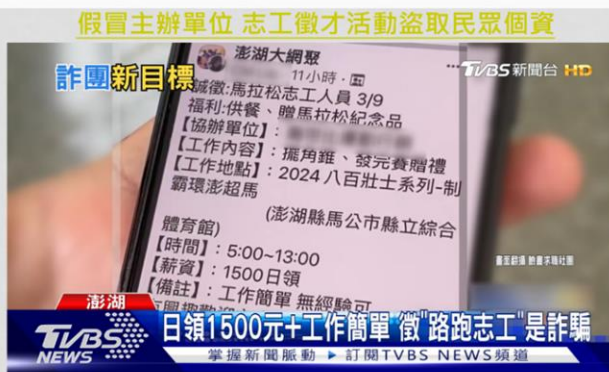 假冒主辦單位 志工徵才活動盜取民眾個資
詐團新目標
TVBS新聞台 HD
澎湖大網聚
11小時
誠徵:馬拉松志工人員 3/9
福利:供餐、贈馬拉松紀念品
【協辦單位】:
【工作內容】: 擺角錐、發完賽贈禮
【工作地點】: 2024 八百壯士系列-制
霸環澎超馬
(澎湖縣馬公市縣立綜合
體育館)
【時間】: 5:00~13:00
【薪資】: 1500日領
【備註】: 工作簡單 無經驗可
畫面翻攝 臉書求職社團
澎湖
日領1500元+工作簡單 徵"路跑志工"是詐騙
TVBS
NEWS
掌握新聞脈動 ▶ 訂閱TVBS NEWS頻道